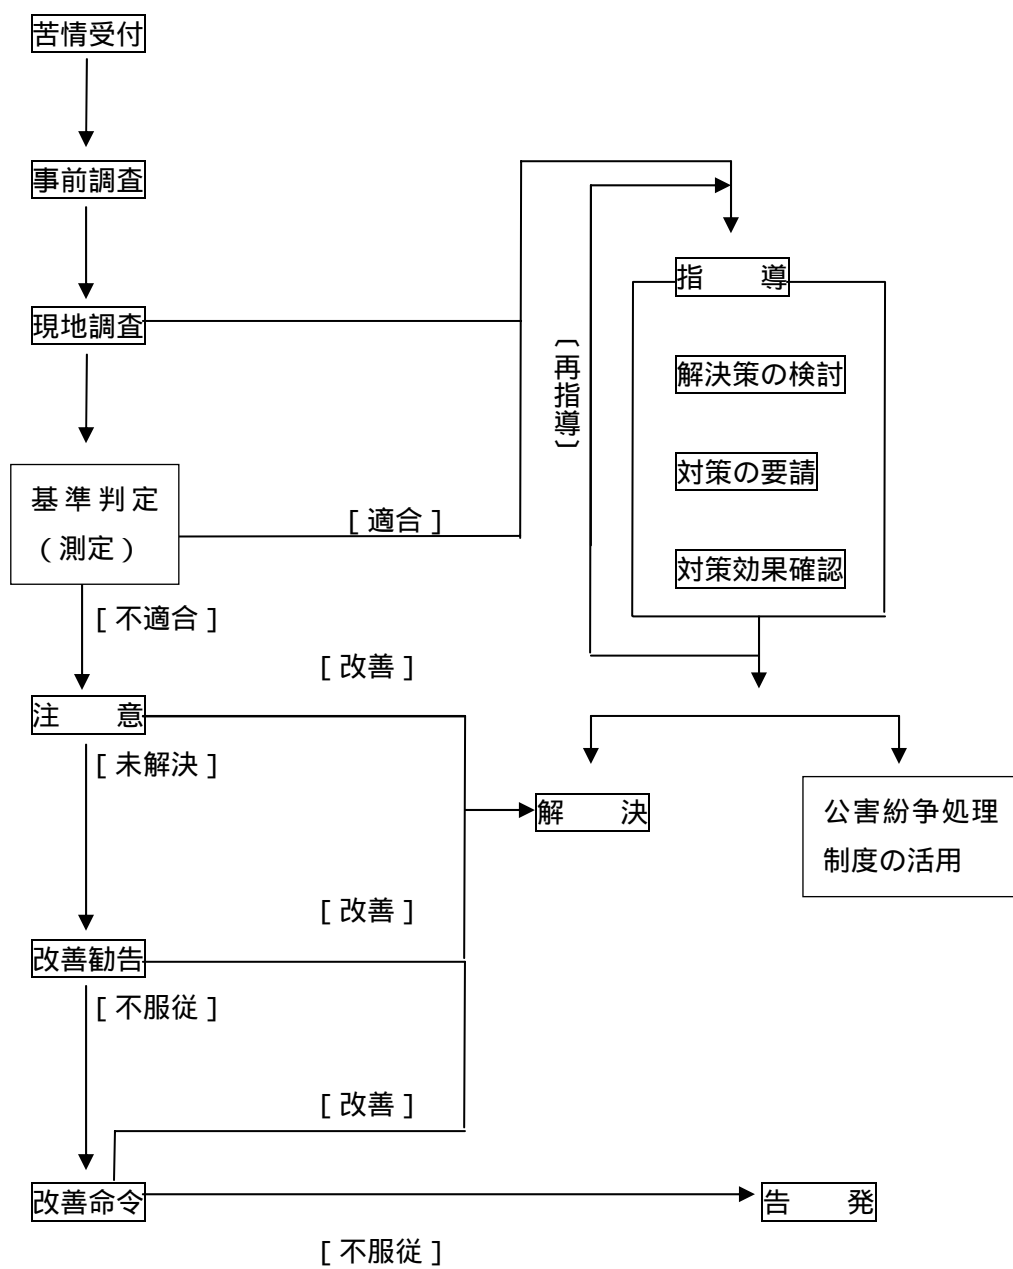 苦情受付
事前調査
現地調査
基準判定
(測定)
[適合]
[不適合]
[改善]
注　　意
[未解決]
[改善]
改善勧告
[不服従]
[改善]
改善命令
[不服従]
指　　導
解決策の検討
対策の要請
対策効果確認
〔再指導〕
解　　決
公害紛争処理
制度の活用
告　　発